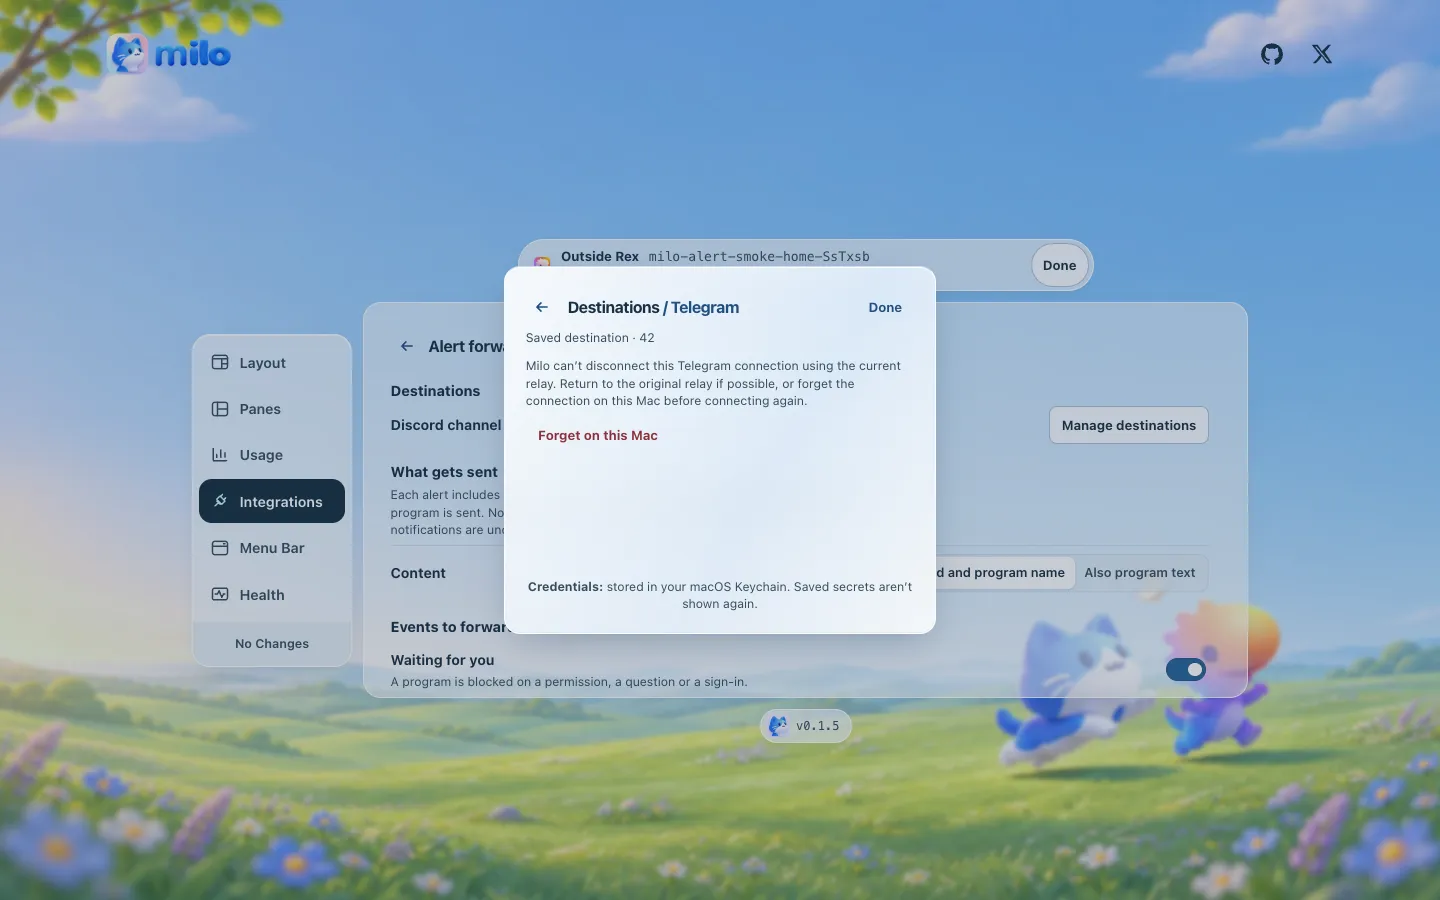 milo
Outside Rex milo-alert-smoke-home-SsTxsb
Done
Layout
Panes
Usage
Integrations
Menu Bar
Health
No Changes
Destinations / Telegram
Done
Saved destination · 42
Milo can’t disconnect this Telegram connection using the current
relay. Return to the original relay if possible, or forget the
connection on this Mac before connecting again.
Forget on this Mac
Credentials: stored in your macOS Keychain. Saved secrets aren’t
shown again.
Alert forwa
Destinations
Discord channel
Manage destinations
What gets sent
Each alert includes
program is sent. No
notifications are unc
Content
d and program name
Also program text
Events to forward
Waiting for you
A program is blocked on a permission, a question or a sign-in.
v0.1.5